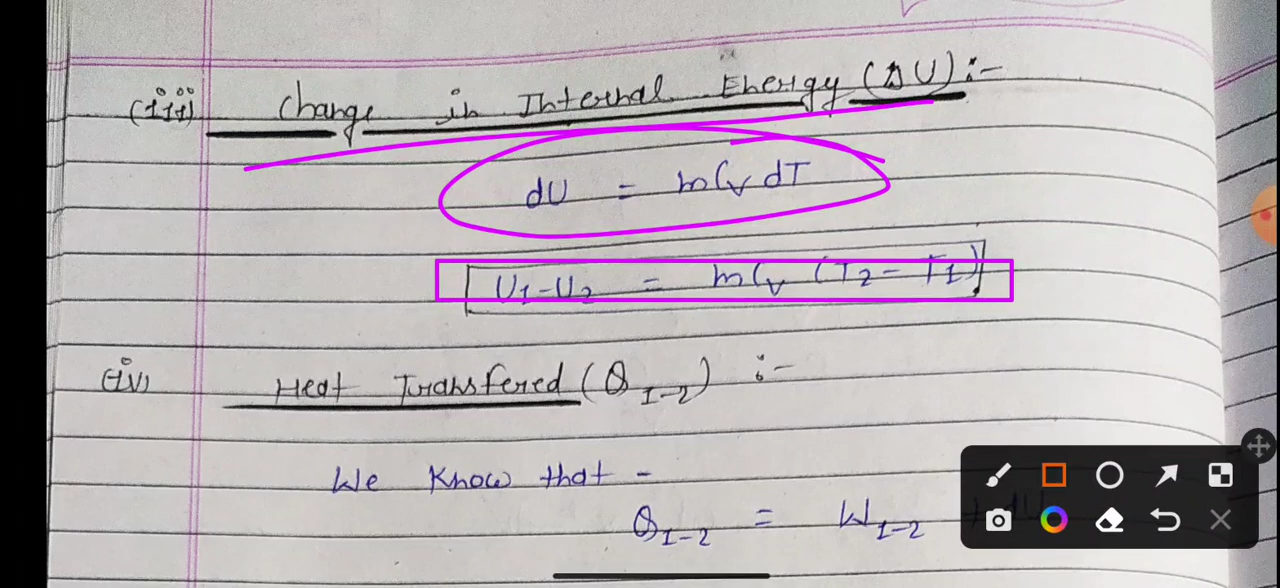 (iii) Change in Internal Energy (ΔU) :-
dU = mCv dT
U1-U2 = mCv (T2-T1)
(iv) Heat Transfered (Q1-2) :-
We Know that -
Q1-2 = W1-2 + dU